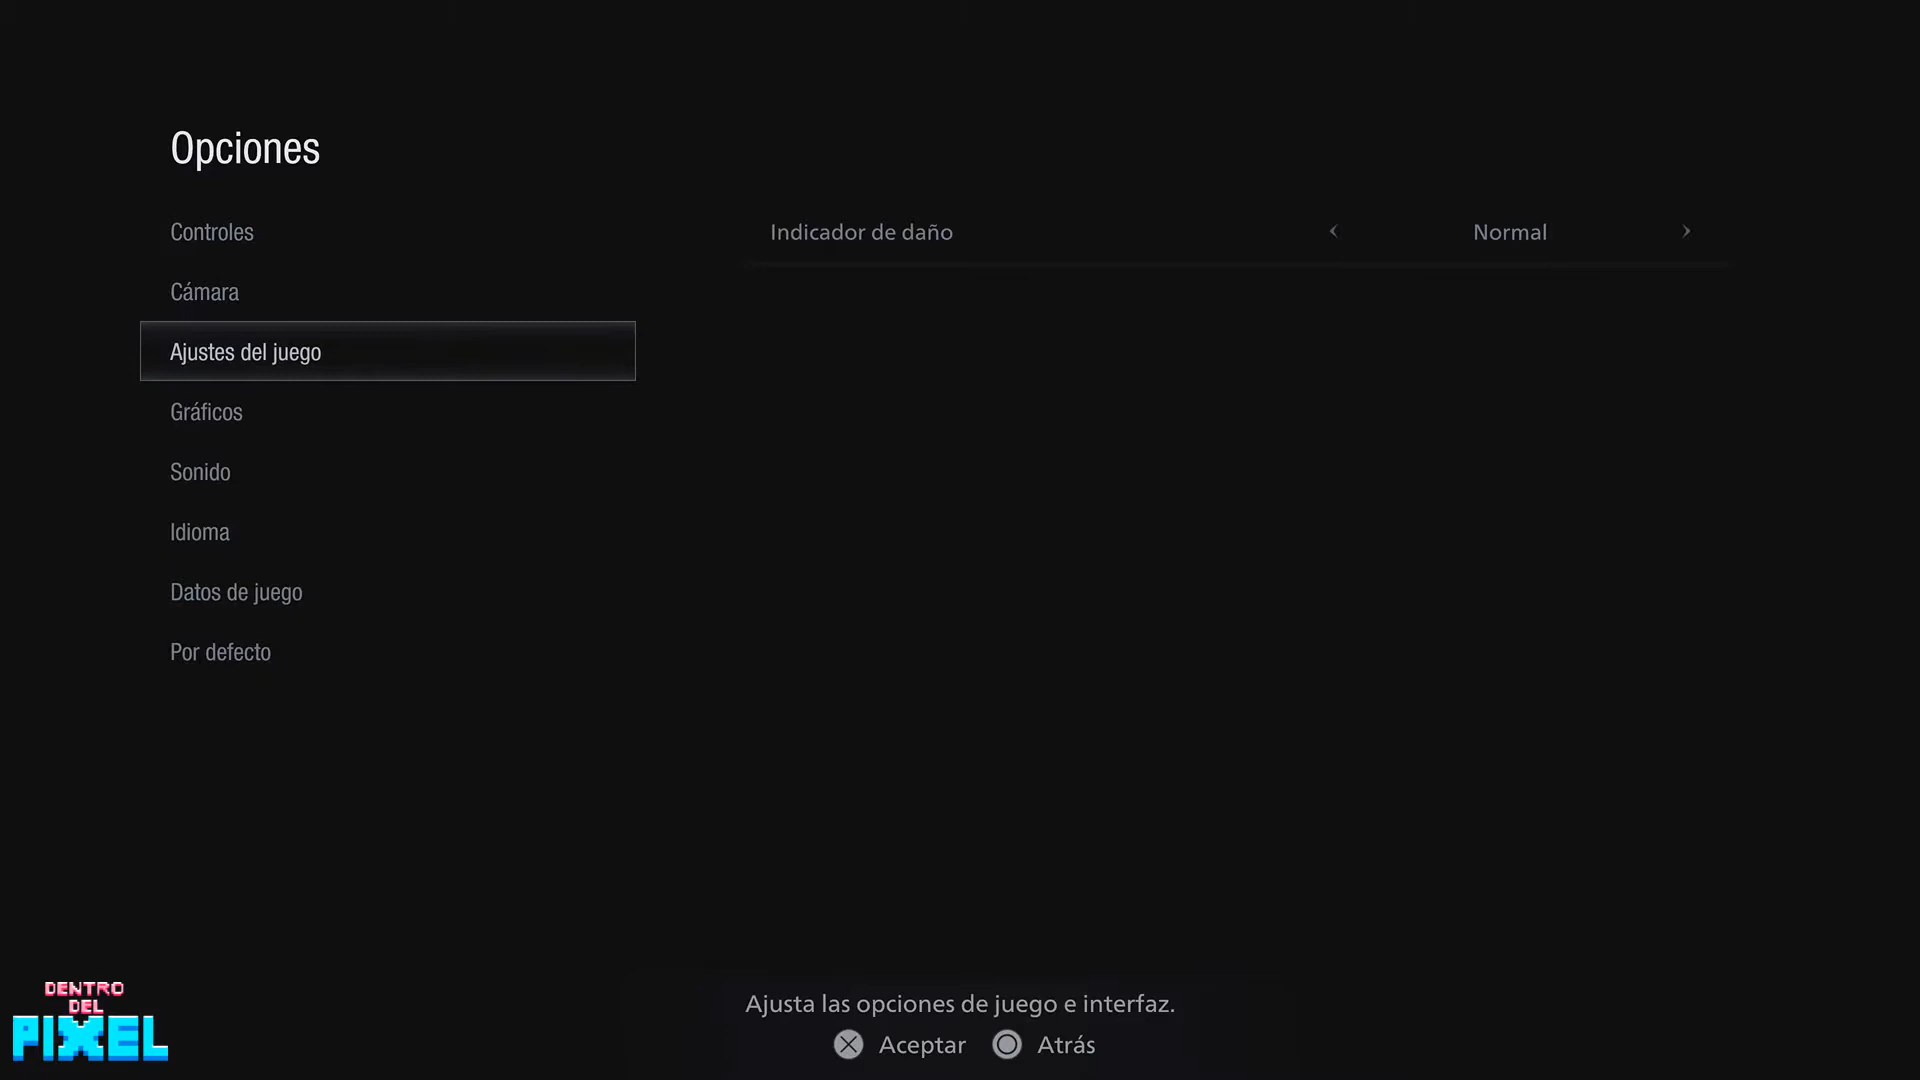 Opciones
Controles
Cámara
Ajustes del juego
Gráficos
Sonido
Idioma
Datos de juego
Por defecto
Indicador de daño
Normal
Ajusta las opciones de juego e interfaz.
Aceptar Atrás
DENTRO
DEL
PIXEL